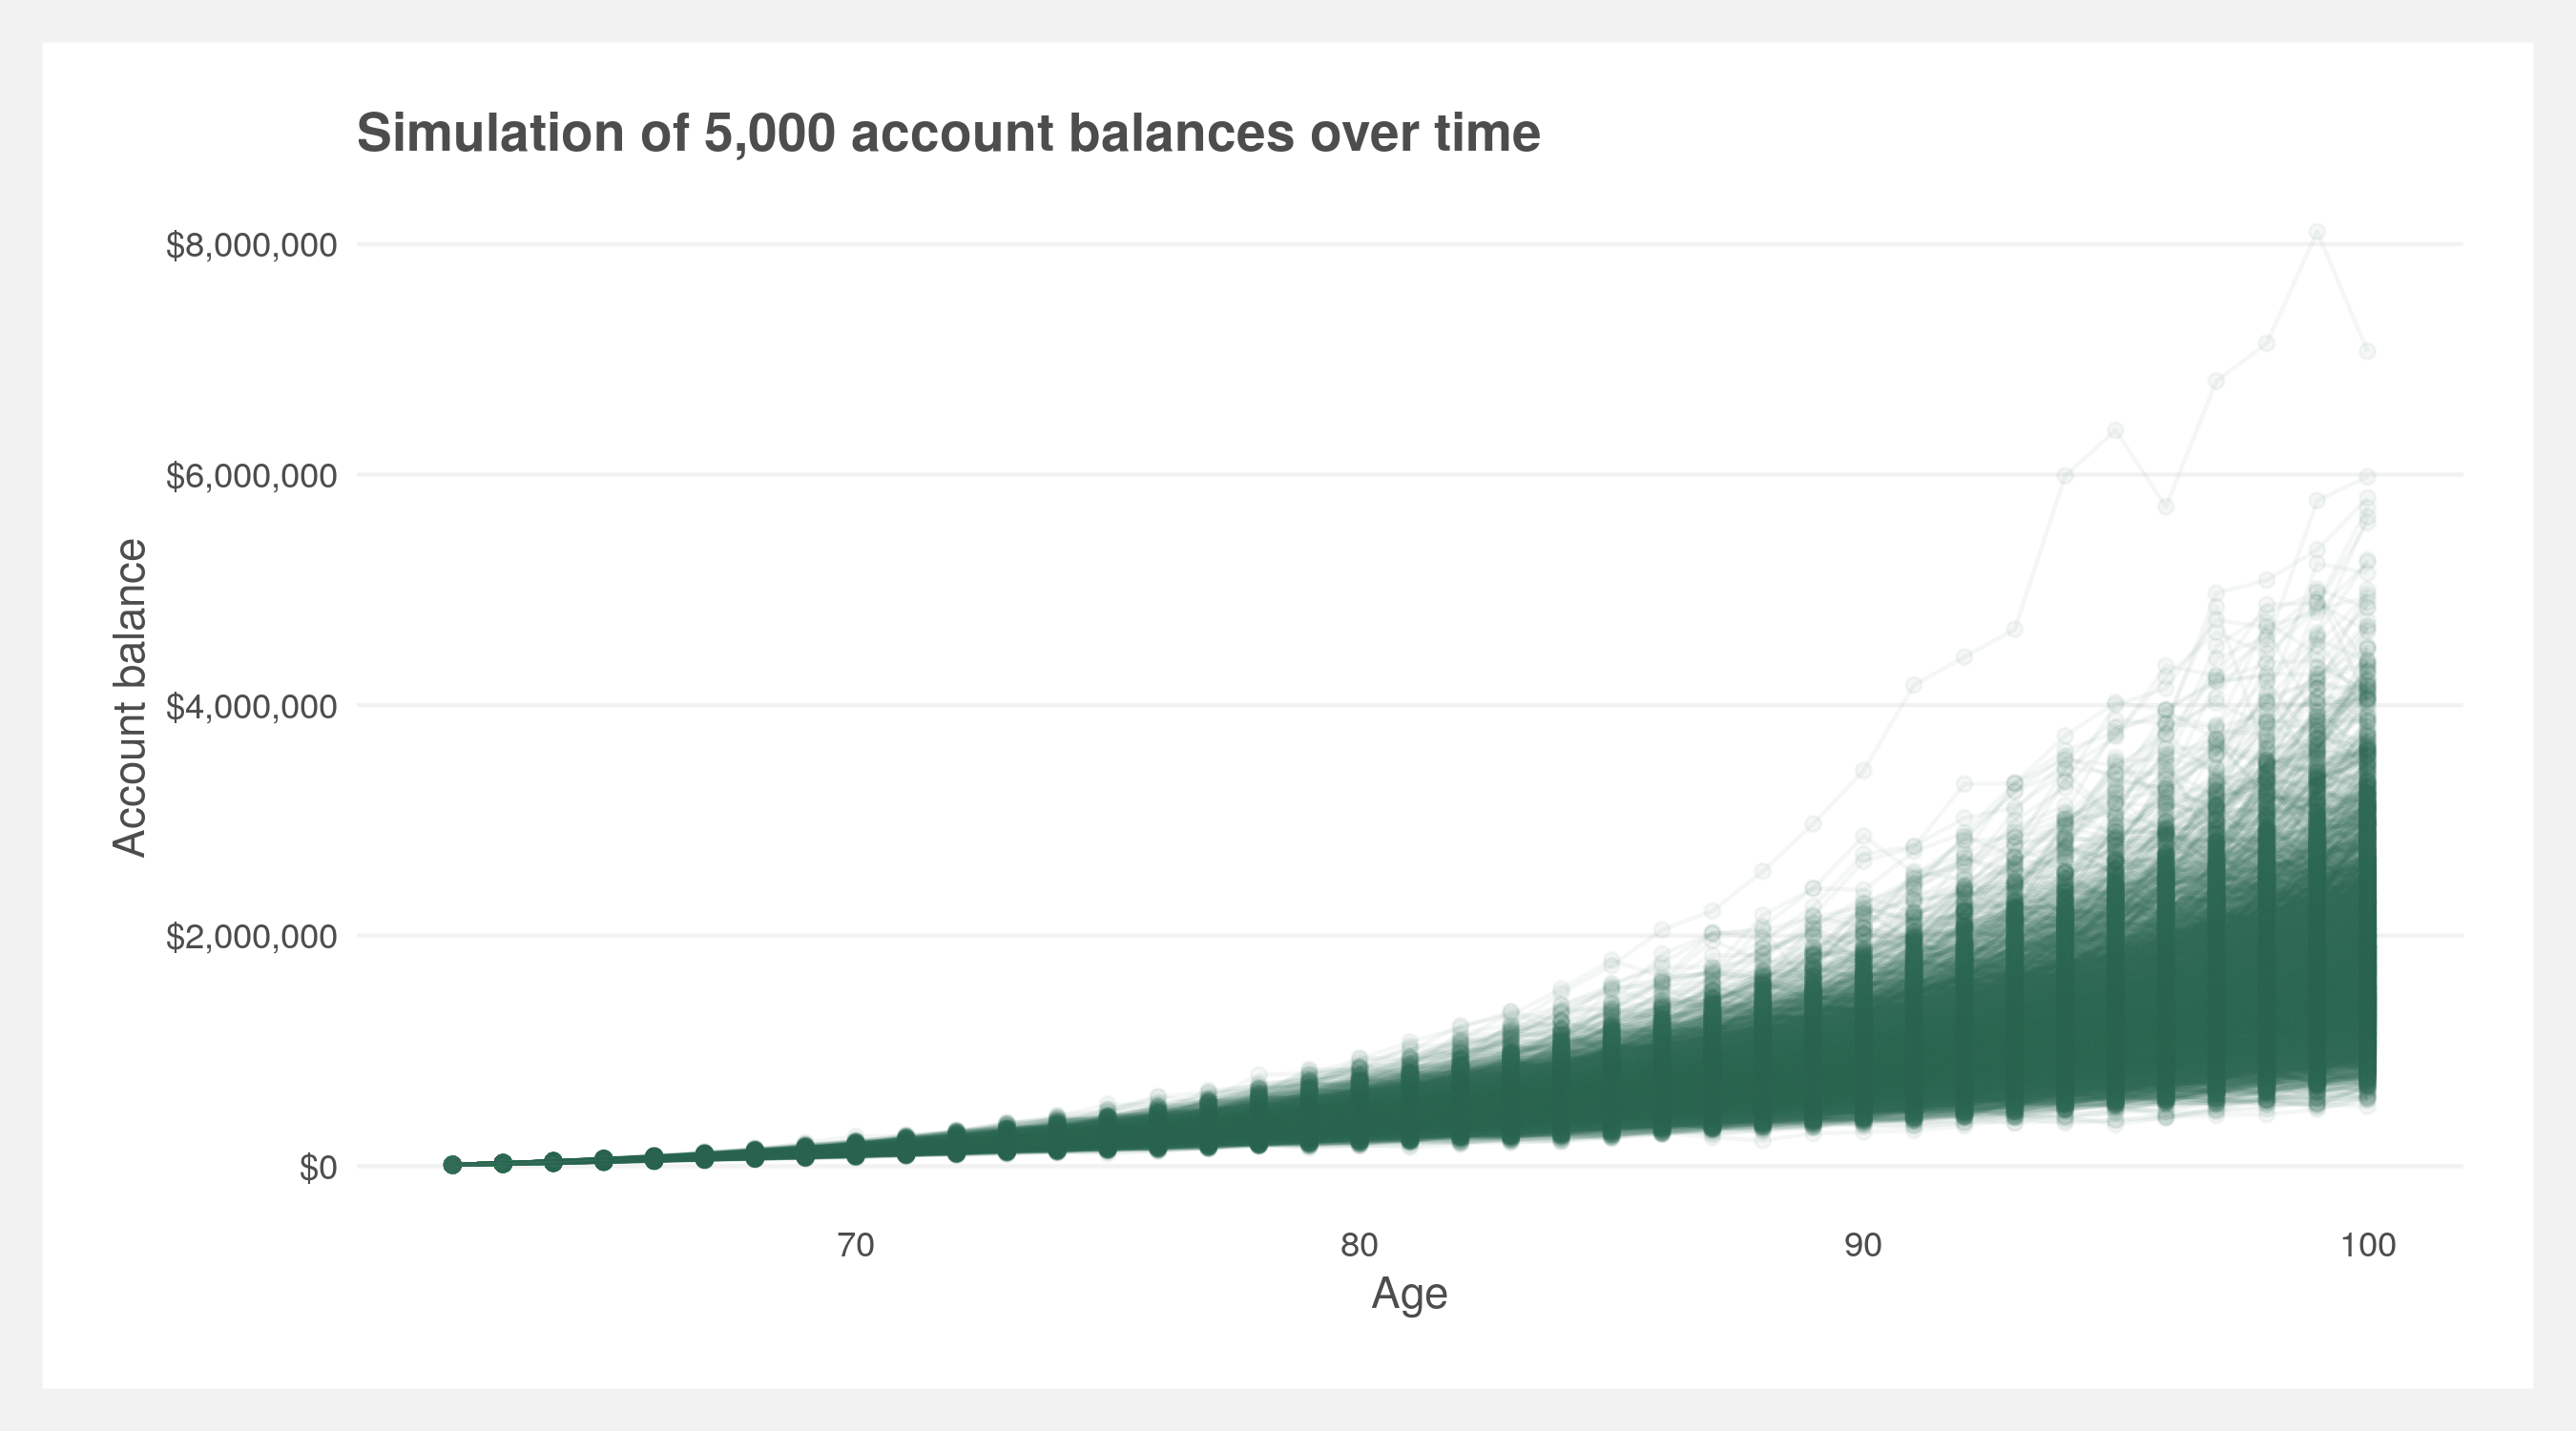 Simulation of 5,000 account balances over time
$8,000,000
$6,000,000
$4,000,000
$2,000,000
$0
Account balance
70 80 90 100
Age